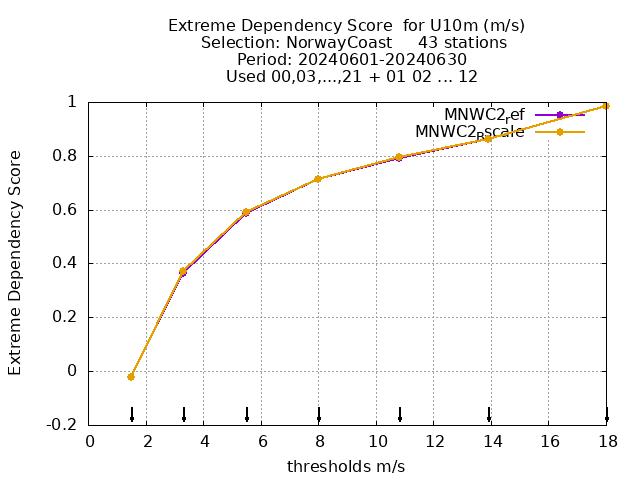 Extreme Dependency Score  for U10m (m/s)
Selection: NorwayCoast     43 stations
Period: 20240601-20240630
Used 00,03,...,21 + 01 02 ... 12
MNWC2ref
MNWC2Bscale
Extreme Dependency Score
1
0.8
0.6
0.4
0.2
0
-0.2
0 2 4 6 8 10 12 14 16 18
thresholds m/s